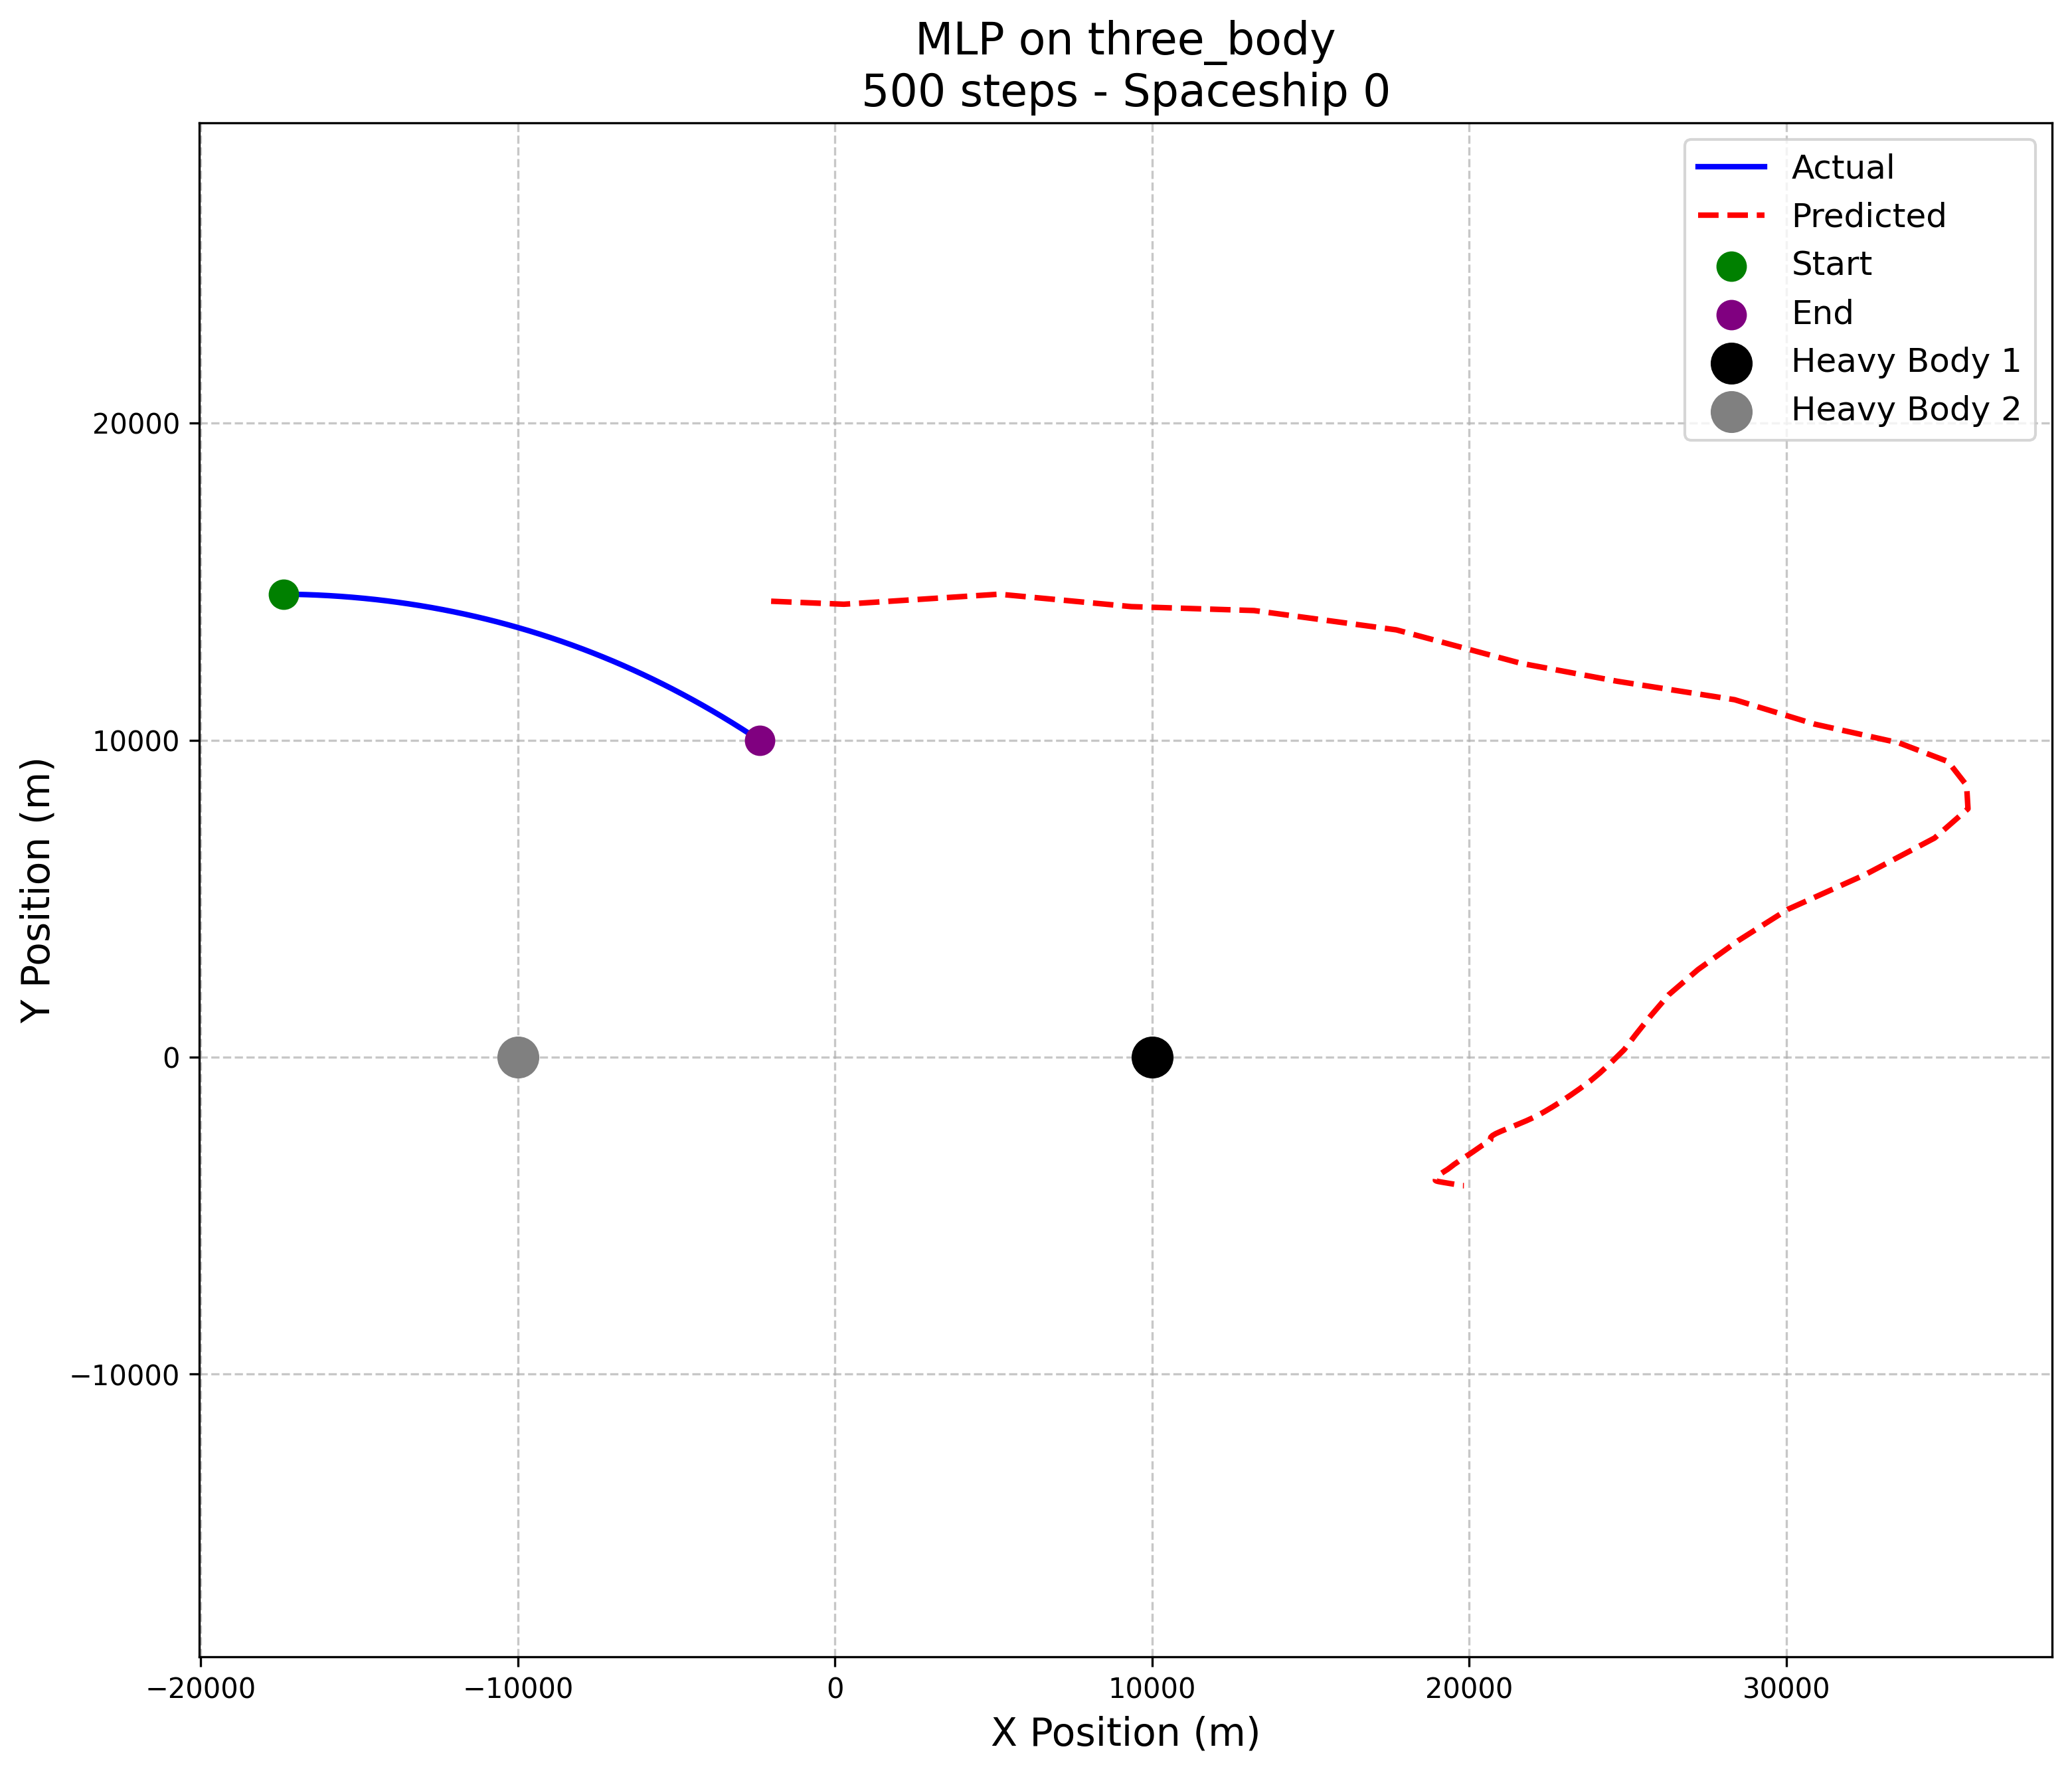 MLP on three_body
500 steps - Spaceship 0
Actual
Predicted
Start
End
Heavy Body 1
Heavy Body 2
Y Position (m)
20000
10000
0
−10000
−20000
−10000
0
10000
20000
30000
X Position (m)